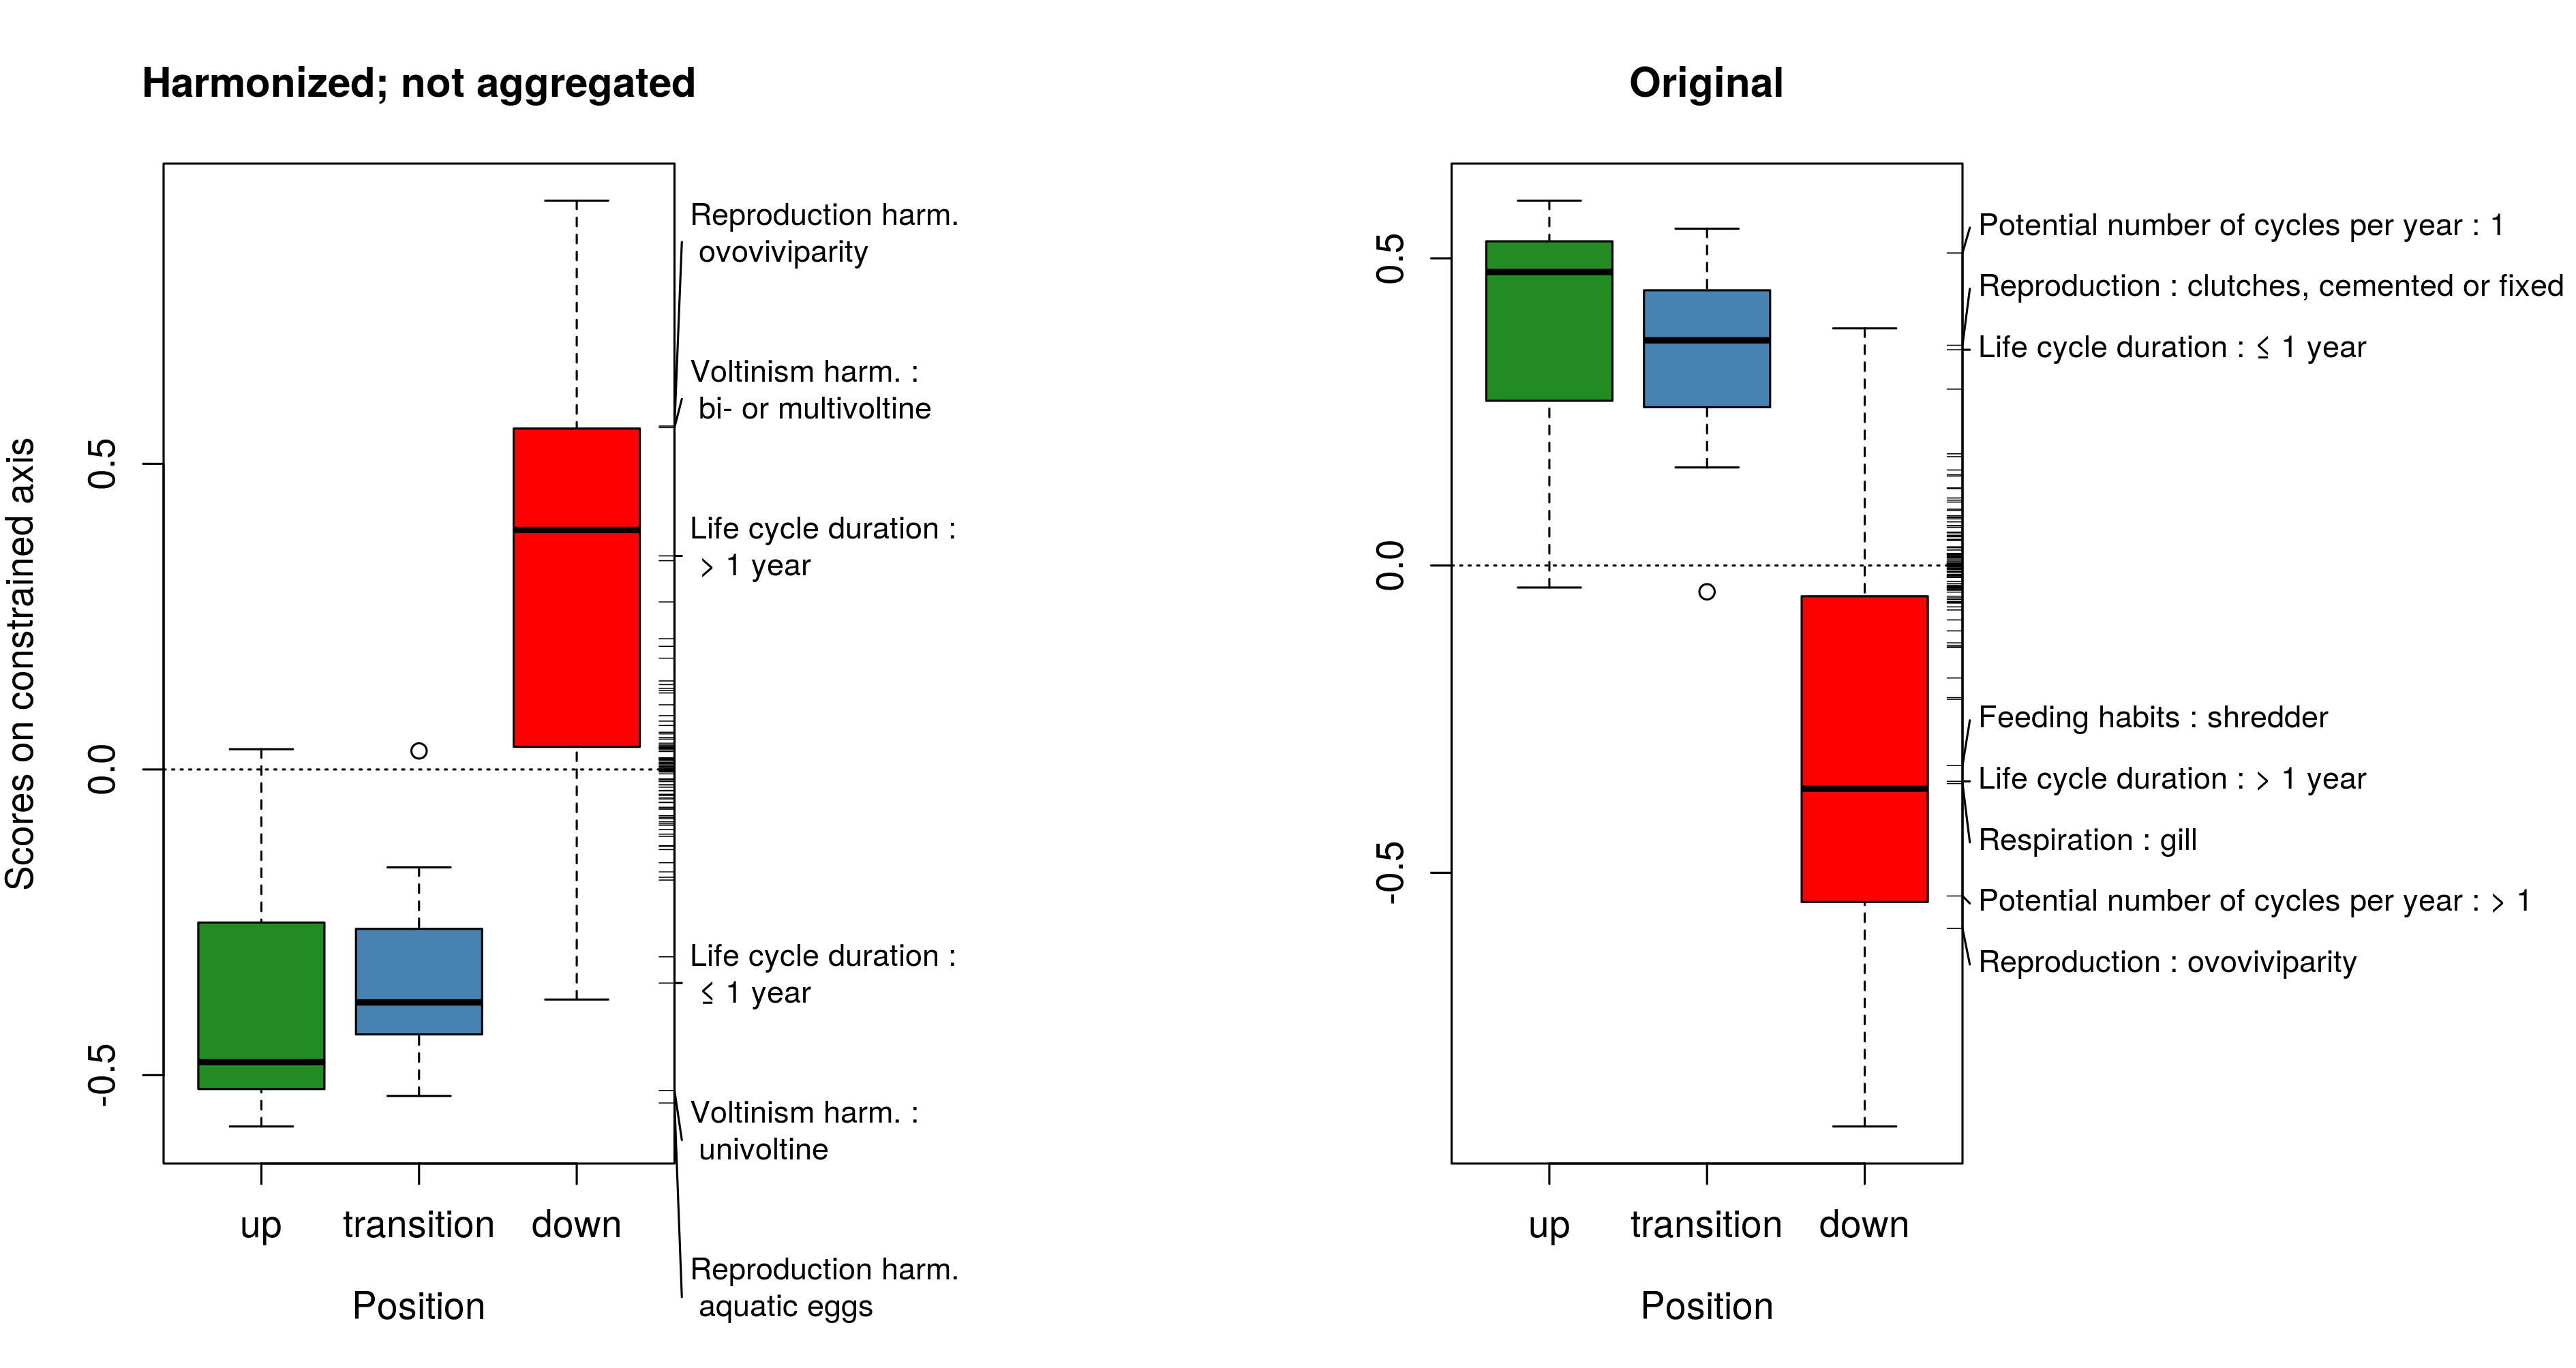 Harmonized; not aggregated
Scores on constrained axis
0.5
0.0
-0.5
up
transition
down
Position
Reproduction harm.
ovoviviparity
Voltinism harm. :
bi- or multivoltine
Life cycle duration :
> 1 year
Life cycle duration :
≤ 1 year
Voltinism harm. :
univoltine
Reproduction harm.
aquatic eggs
Original
0.5
0.0
-0.5
up
transition
down
Position
Potential number of cycles per year : 1
Reproduction : clutches, cemented or fixed
Life cycle duration : ≤ 1 year
Feeding habits : shredder
Life cycle duration : > 1 year
Respiration : gill
Potential number of cycles per year : > 1
Reproduction : ovoviviparity